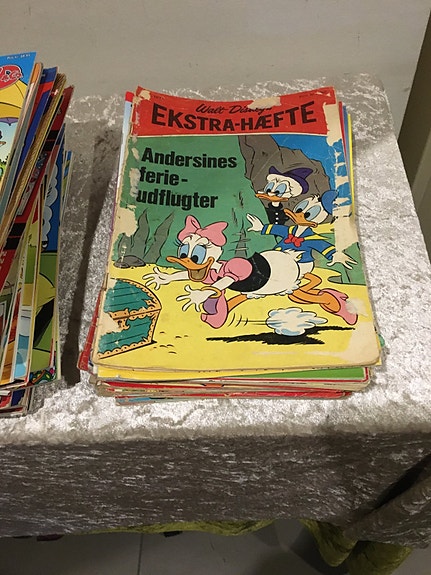 Walt Disney's
EKSTRA-HÆFTE
Andersines
ferie-
udflugter